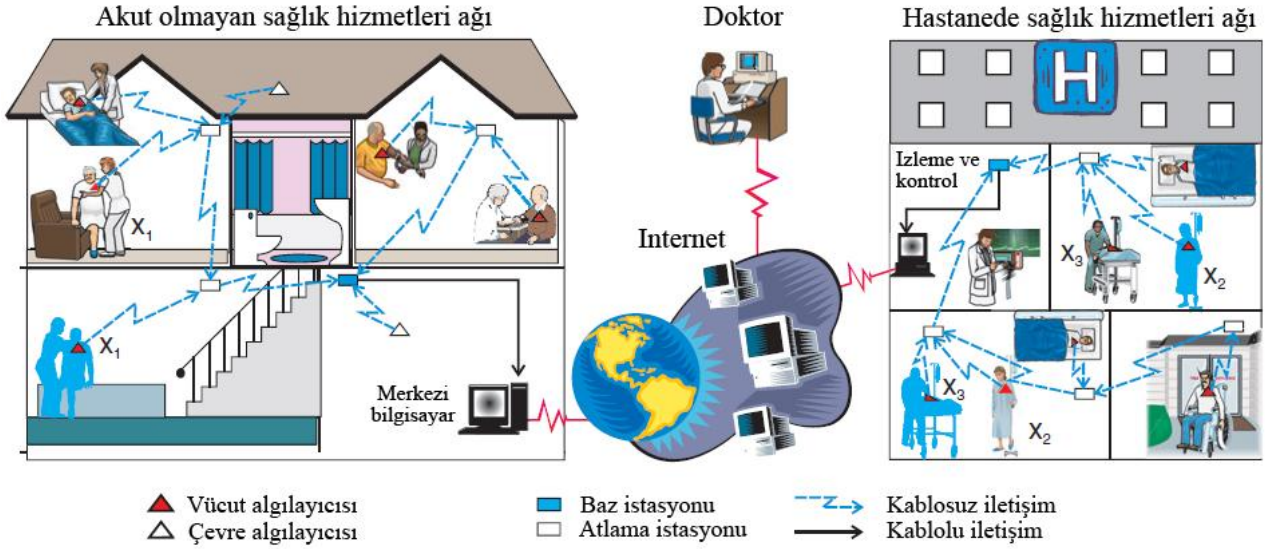 Akut olmayan sağlık hizmetleri ağı
Doktor
Hastanede sağlık hizmetleri ağı
H
Izleme ve
kontrol
X1
Internet
X3
X2
X1
Merkezi
bilgisayar
X3
X2
Vücut algılayıcısı
Çevre algılayıcısı
Baz istasyonu
Atlama istasyonu
Kablosuz iletişim
Kablolu iletişim